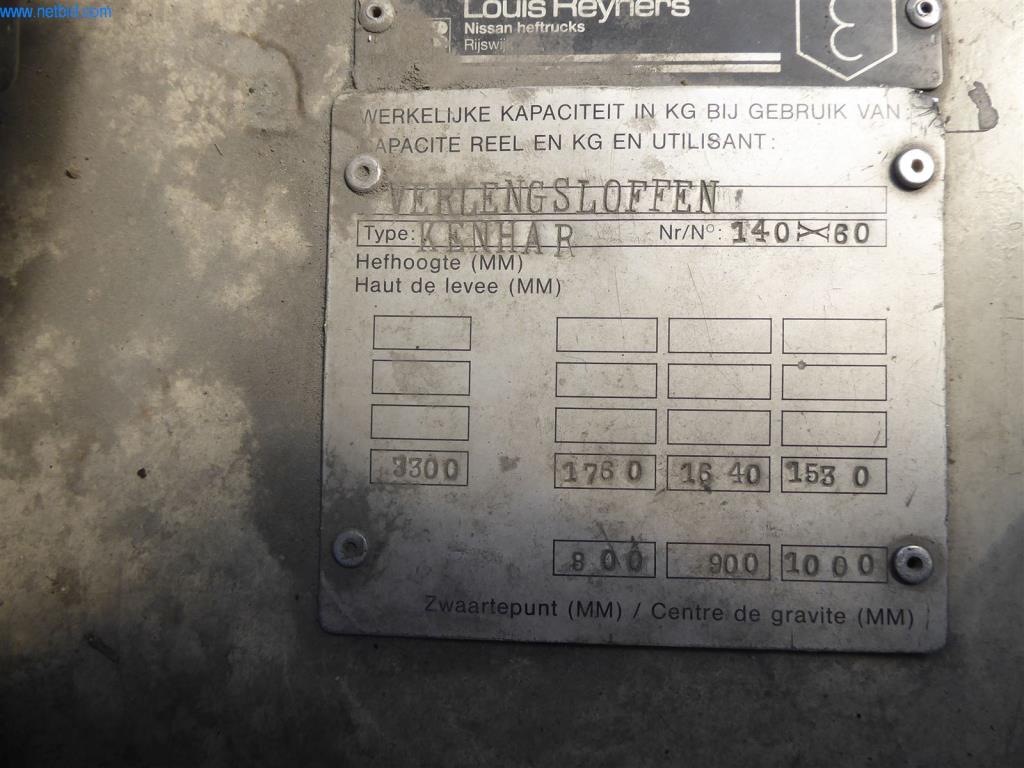 www.netbid.com
Louis Reyners
Nissan heftrucks
Rijswijk
WERKELIJKE KAPACITEIT IN KG BIJ GEBRUIK VAN:
CAPACITE REEL EN KG EN UTILISANT:
VERLENGSLOFFEN
Type: KENHAR Nr/N°: 140X60
Hefhoogte (MM)
Haut de levee (MM)
3300 1760 1640 1530
800 900 1000
Zwaartepunt (MM) / Centre de gravite (MM)